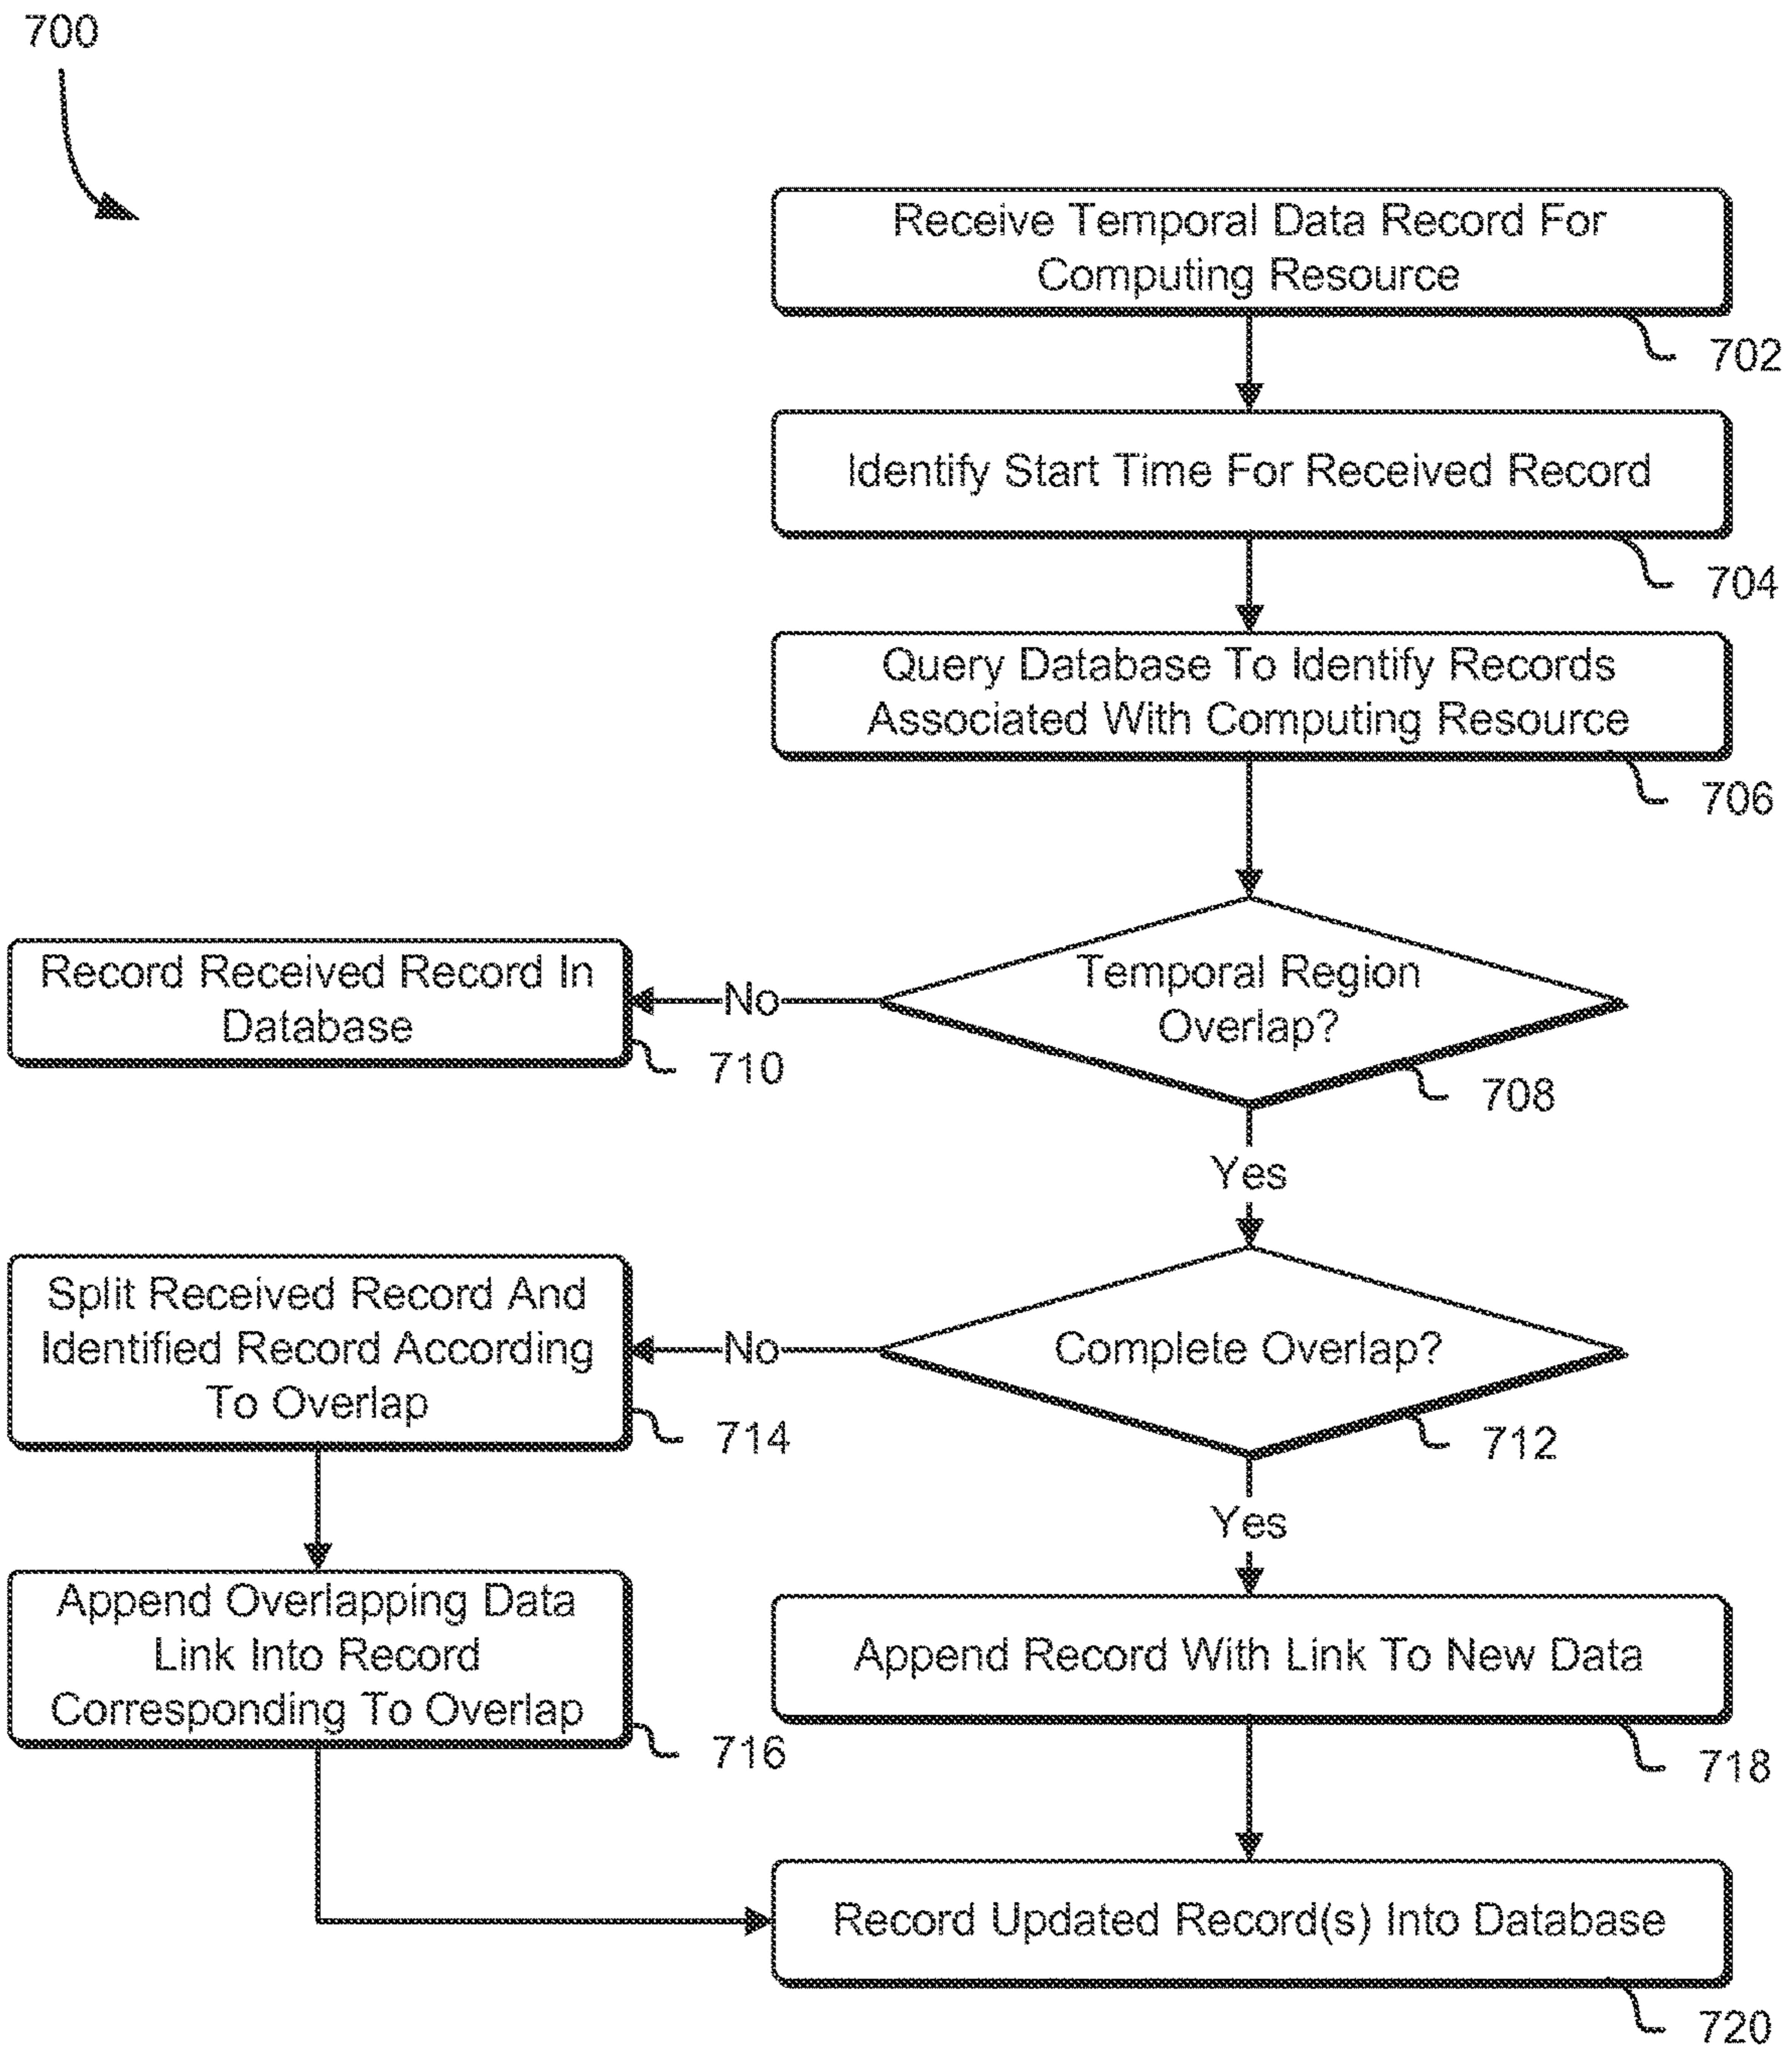 700
Receive Temporal Data Record For
Computing Resource
702
Identify Start Time For Received Record
704
Query Database To Identify Records
Associated With Computing Resource
706
Temporal Region
Overlap?
708
No
Record Received Record In
Database
710
Yes
Complete Overlap?
712
No
Split Received Record And
Identified Record According
To Overlap
714
Yes
Append Overlapping Data
Link Into Record
Corresponding To Overlap
716
Append Record With Link To New Data
718
Record Updated Record(s) Into Database
720